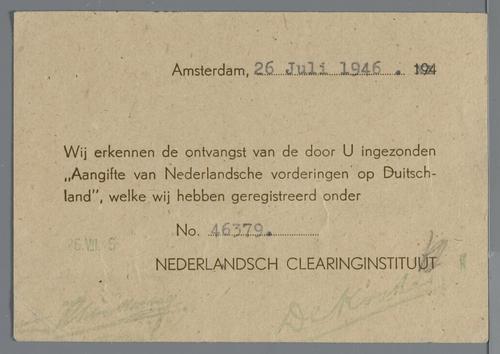 Amsterdam, 26 Juli 1946 . 194
Wij erkennen de ontvangst van de door U ingezonden
„Aangifte van Nederlandsche vorderingen op Duitsch-
land”, welke wij hebben geregistreerd onder
No. 46379.
NEDERLANDSCH CLEARINGINSTITUUT